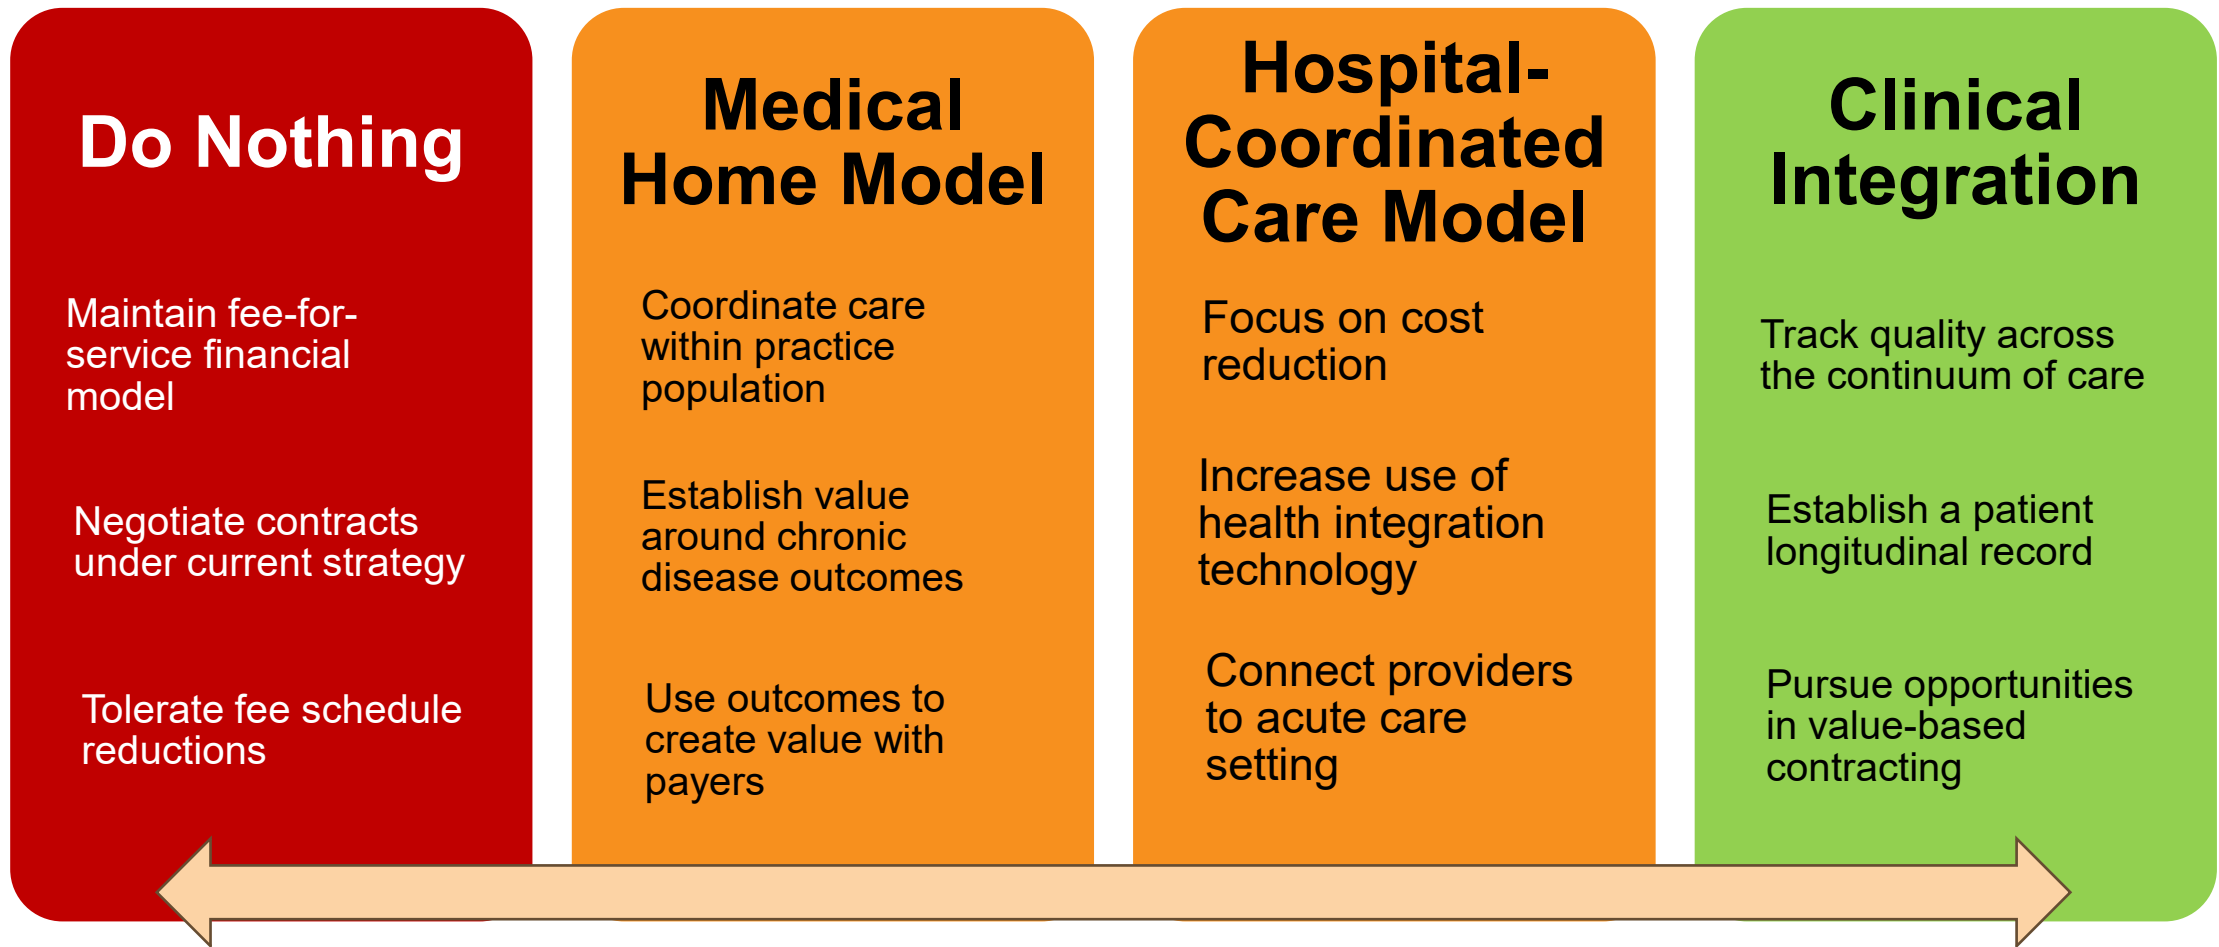 Do Nothing
Maintain fee-for-
service financial
model
Negotiate contracts
under current strategy
Tolerate fee schedule
reductions
Medical
Home Model
Coordinate care
within practice
population
Establish value
around chronic
disease outcomes
Use outcomes to
create value with
payers
Hospital-
Coordinated
Care Model
Focus on cost
reduction
Increase use of
health integration
technology
Connect providers
to acute care
setting
Clinical
Integration
Track quality across
the continuum of care
Establish a patient
longitudinal record
Pursue opportunities
in value-based
contracting